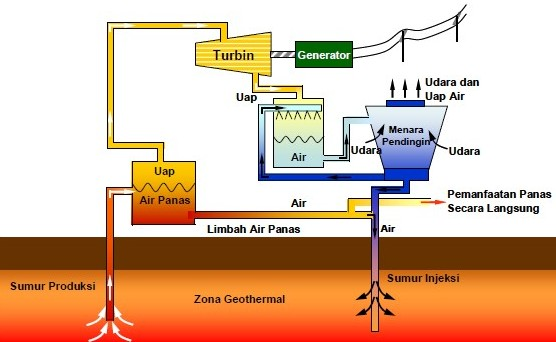 Turbin
Generator
Udara dan
Uap Air
Uap
Menara
Pendingin
Udara
Udara
Air
Uap
Air Panas
Air
Pemanfaatan Panas
Secara Langsung
Limbah Air Panas
Air
Sumur Produksi
Zona Geothermal
Sumur Injeksi